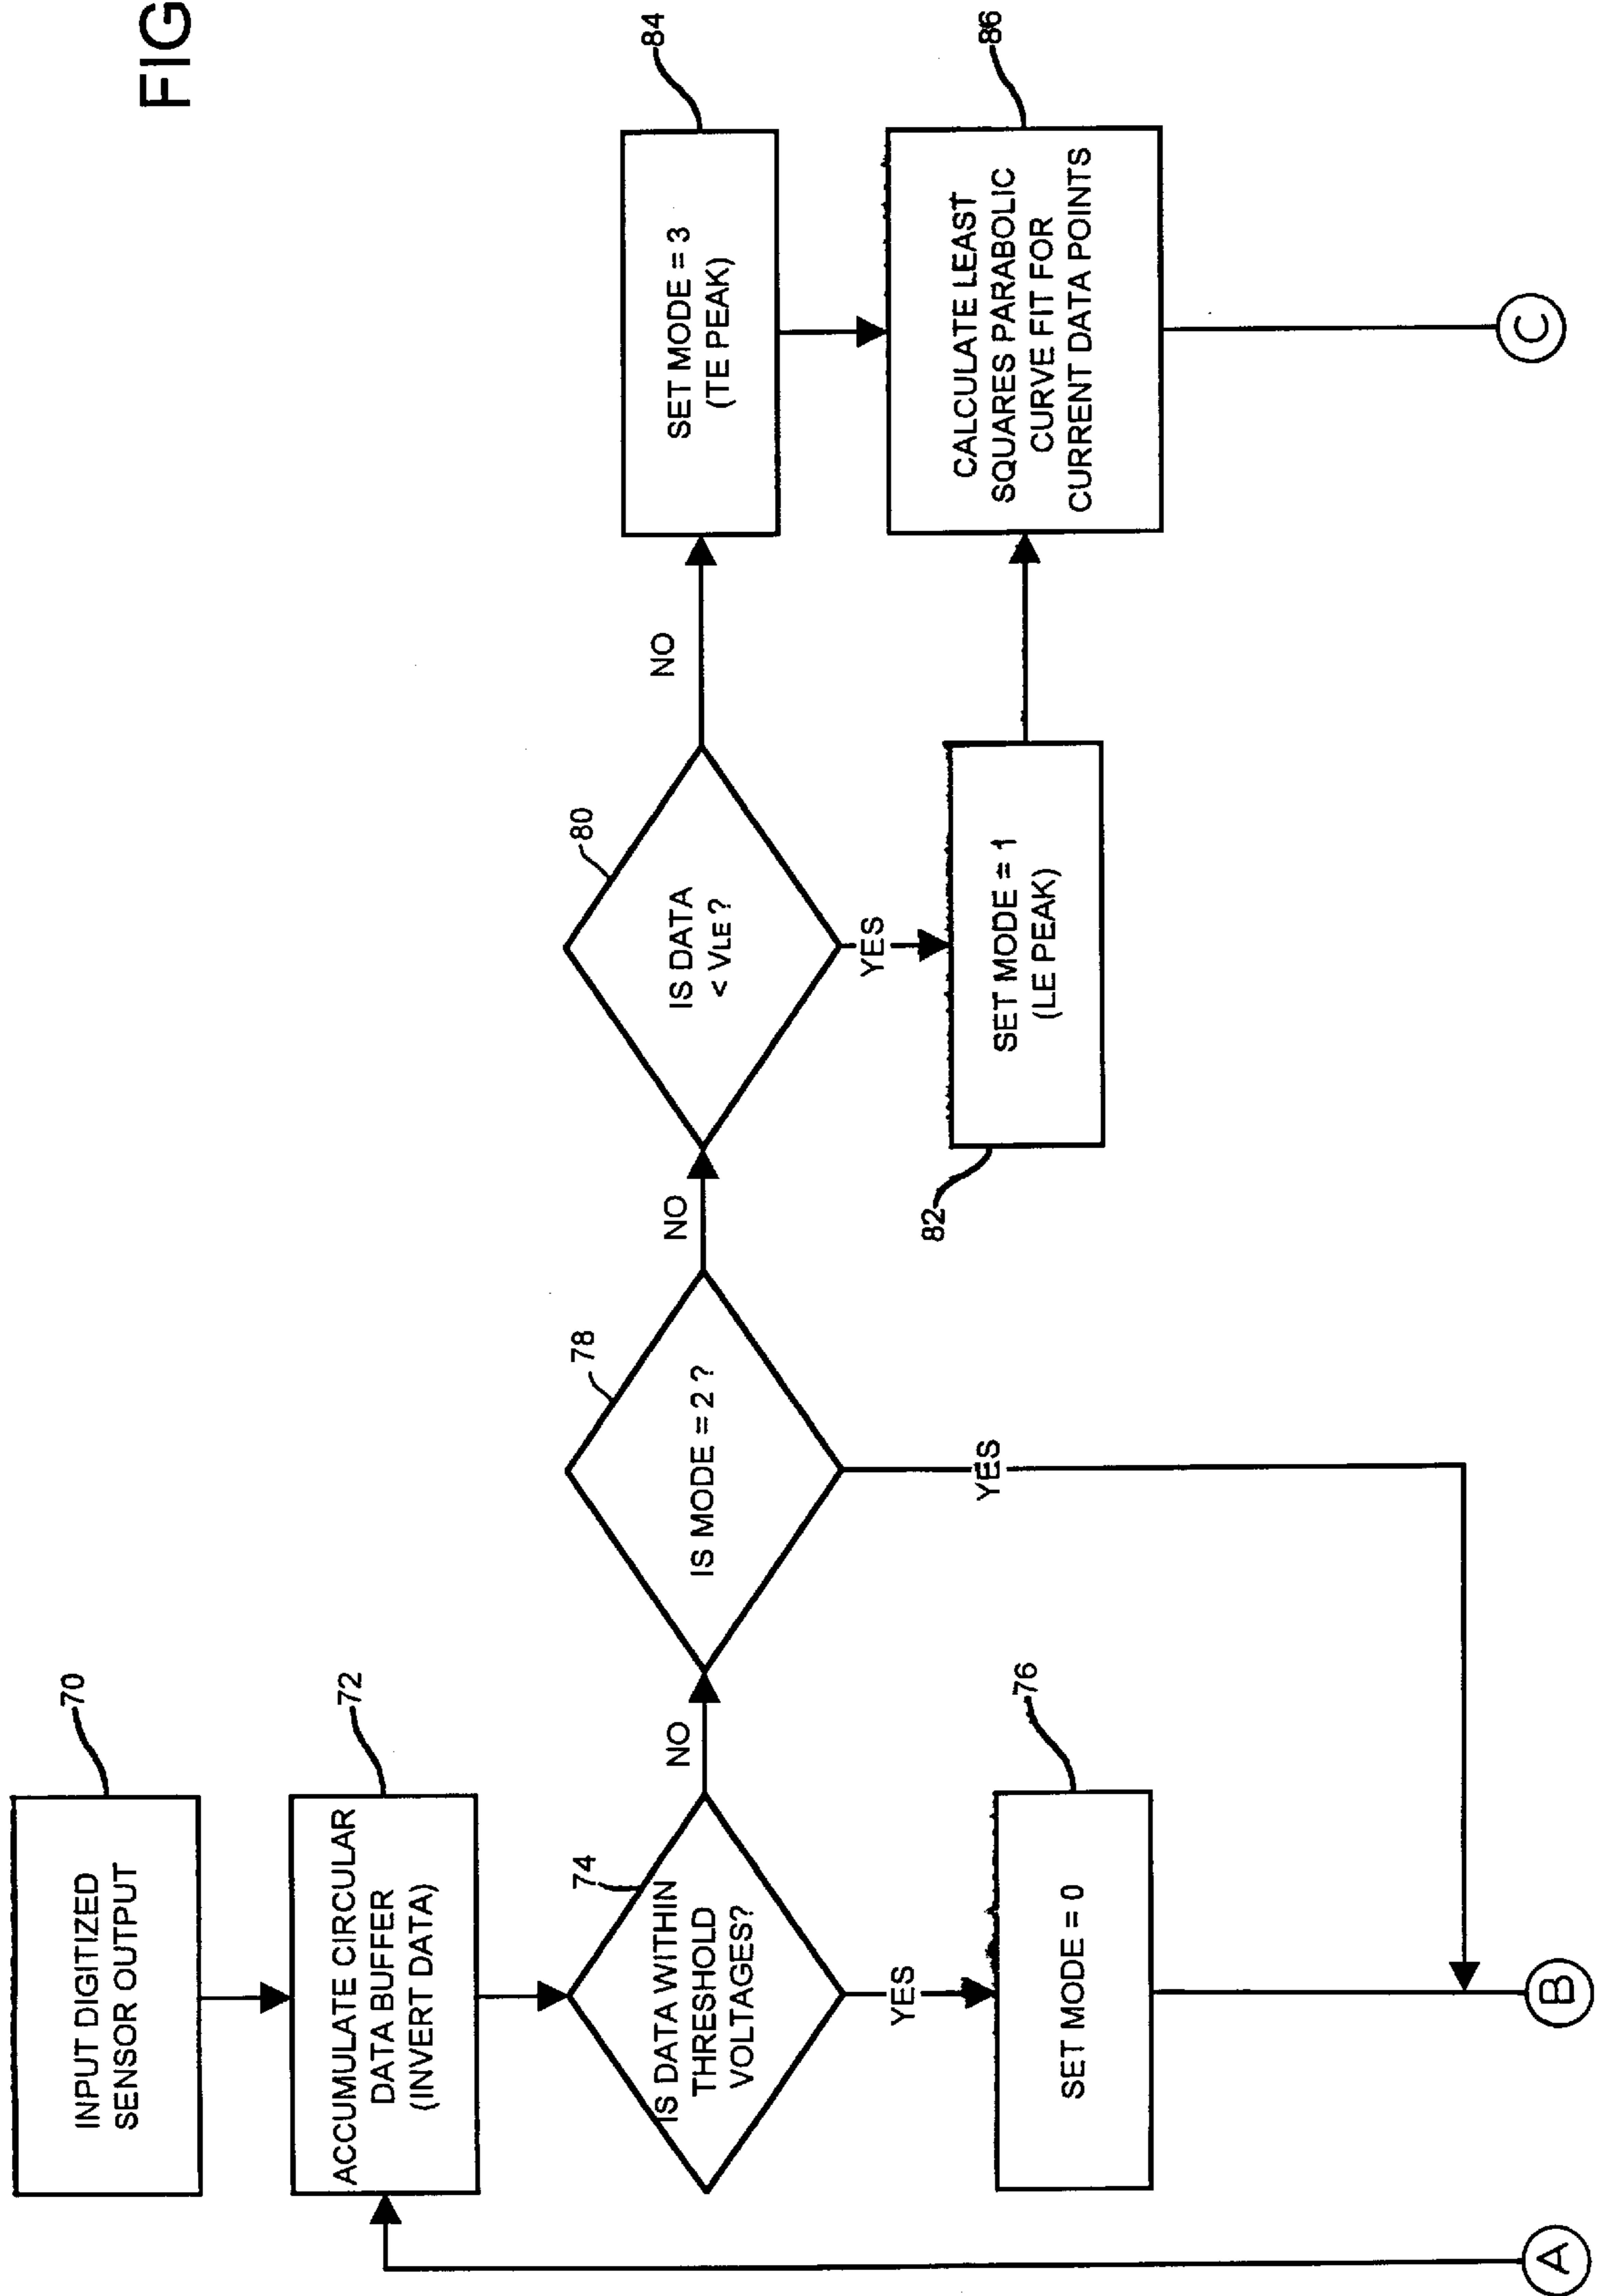 FIG
70
INPUT DIGITIZED
SENSOR OUTPUT
72
ACCUMULATE CIRCULAR
DATA BUFFER
(INVERT DATA)
74
IS DATA WITHIN
THRESHOLD
VOLTAGES?
NO
YES
76
SET MODE = 0
78
IS MODE = 2 ?
NO
YES
80
IS DATA
< VLE ?
NO
YES
82
SET MODE = 1
(LE PEAK)
84
SET MODE = 3
(TE PEAK)
86
CALCULATE LEAST
SQUARES PARABOLIC
CURVE FIT FOR
CURRENT DATA POINTS
A
B
C